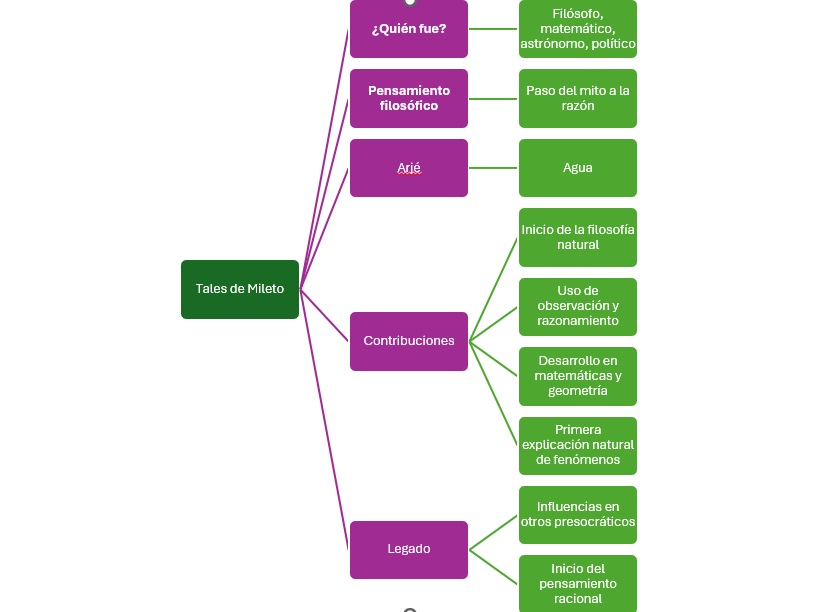 ¿Quién fue?
Filósofo,
matemático,
astrónomo, político
Pensamiento
filosófico
Paso del mito a la
razón
Arjé
Agua
Tales de Mileto
Contribuciones
Inicio de la filosofía
natural
Uso de
observación y
razonamiento
Desarrollo en
matemáticas y
geometría
Primera
explicación natural
de fenómenos
Legado
Influencias en
otros presocráticos
Inicio del
pensamiento
racional